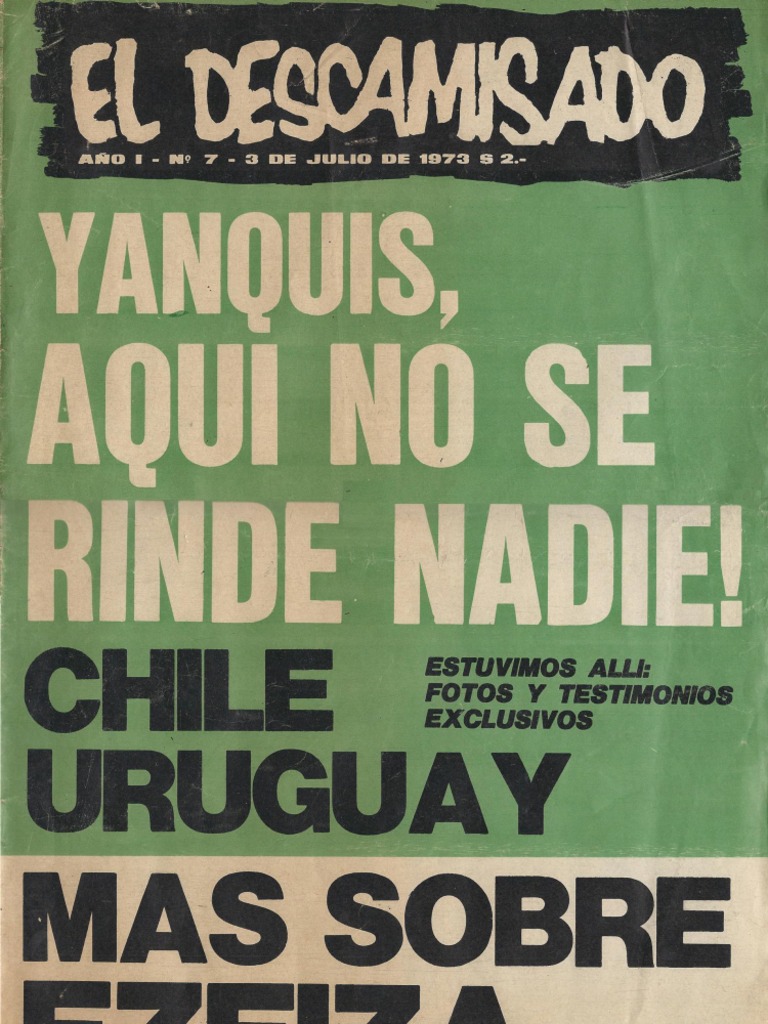 EL DESCAMISADO
AÑO I - Nº 7 - 3 DE JULIO DE 1973 $ 2.-
YANQUIS,
AQUI NO SE
RINDE NADIE!
CHILE
URUGUAY
ESTUVIMOS ALLI:
FOTOS Y TESTIMONIOS
EXCLUSIVOS
MAS SOBRE
EZEIZA